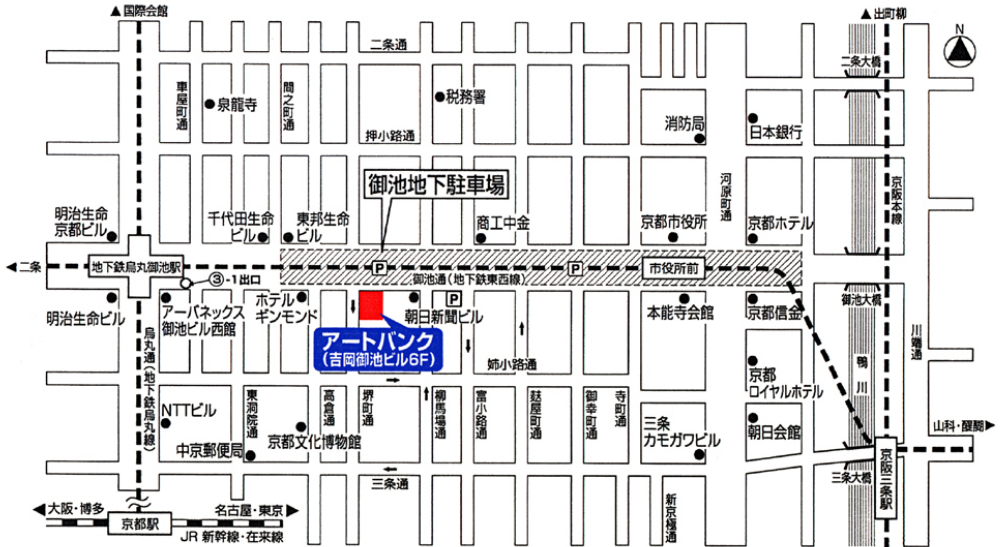 ▲国際会館
▲出町柳
N
二条通
二条大橋
車屋町通
泉龍寺
間之町通
税務署
押小路通
消防局
日本銀行
河原町通
京阪本線
御池地下駐車場
明治生命
京都ビル
千代田生命
ビル
東邦生命
ビル
商工中金
京都市役所
京都ホテル
◀二条
地下鉄烏丸御池駅
P
P
市役所前
③-1出口
御池通(地下鉄東西線)
御池大橋
明治生命ビル
アーバネックス
御池ビル西館
ホテル
ギンモンド
P
朝日新聞ビル
本能寺会館
京都信金
アートバンク
(吉岡御池ビル6F)
姉小路通
烏丸通(地下鉄烏丸線)
川端通
鴨川
京都
ロイヤルホテル
NTTビル
東洞院通
高倉通
堺町通
柳馬場通
富小路通
麩屋町通
御幸町通
寺町通
中京郵便局
京都文化博物館
三条
カモガワビル
朝日会館
山科・醍醐▶
三条通
三条大橋
京阪三条駅
新京極通
◀大阪・博多
名古屋・東京▶
京都駅
JR 新幹線・在来線